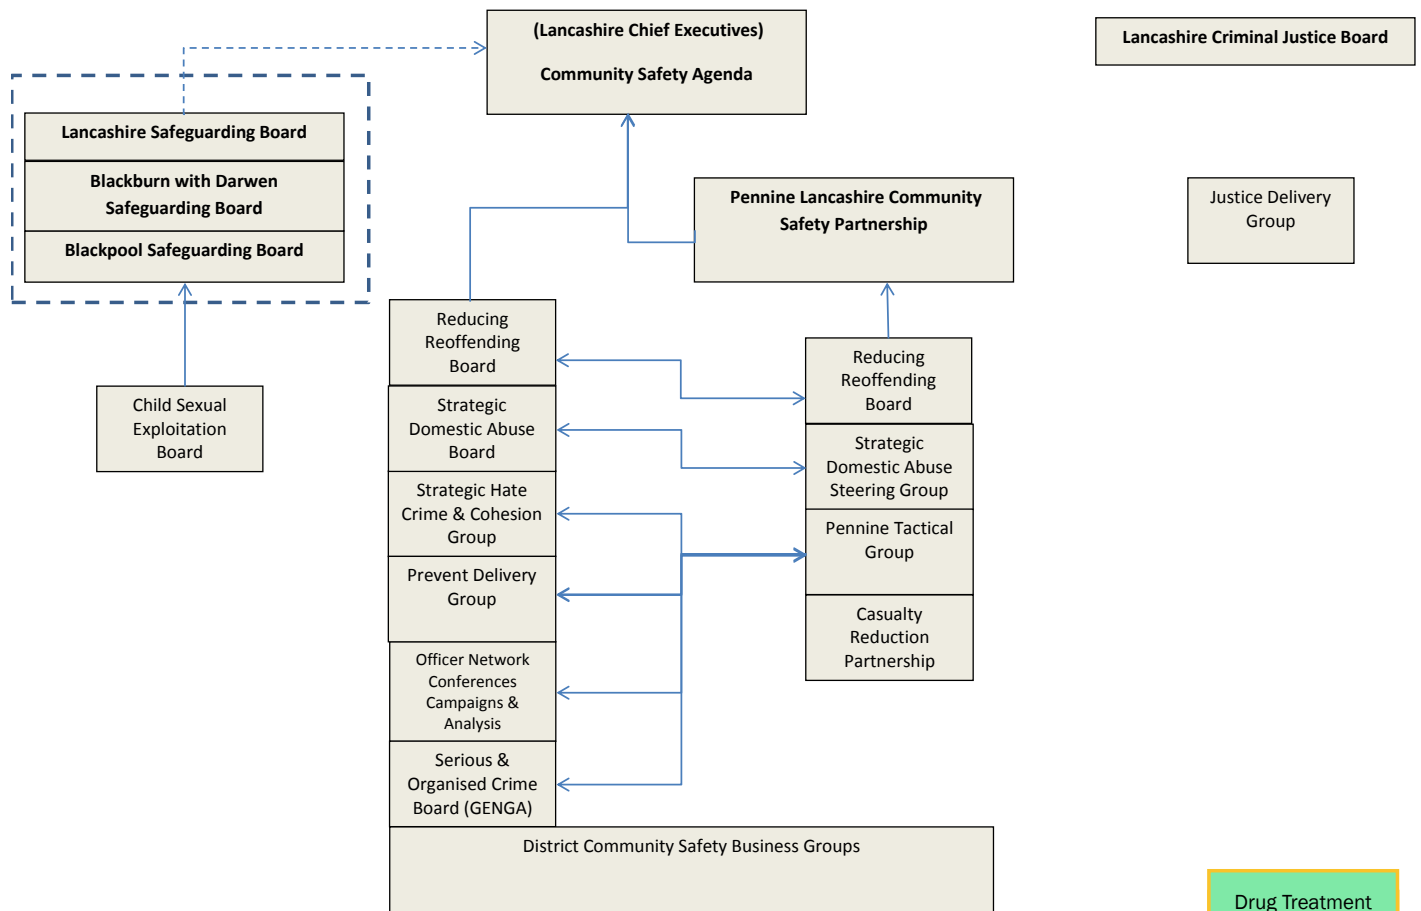 (Lancashire Chief Executives)
Community Safety Agenda
Lancashire Criminal Justice Board
Lancashire Safeguarding Board
Blackburn with Darwen
Safeguarding Board
Blackpool Safeguarding Board
Pennine Lancashire Community
Safety Partnership
Justice Delivery
Group
Child Sexual
Exploitation
Board
Reducing
Reoffending
Board
Strategic
Domestic Abuse
Board
Strategic Hate
Crime & Cohesion
Group
Prevent Delivery
Group
Officer Network
Conferences
Campaigns &
Analysis
Serious &
Organised Crime
Board (GENGA)
Reducing
Reoffending
Board
Strategic
Domestic Abuse
Steering Group
Pennine Tactical
Group
Casualty
Reduction
Partnership
District Community Safety Business Groups
Drug Treatment